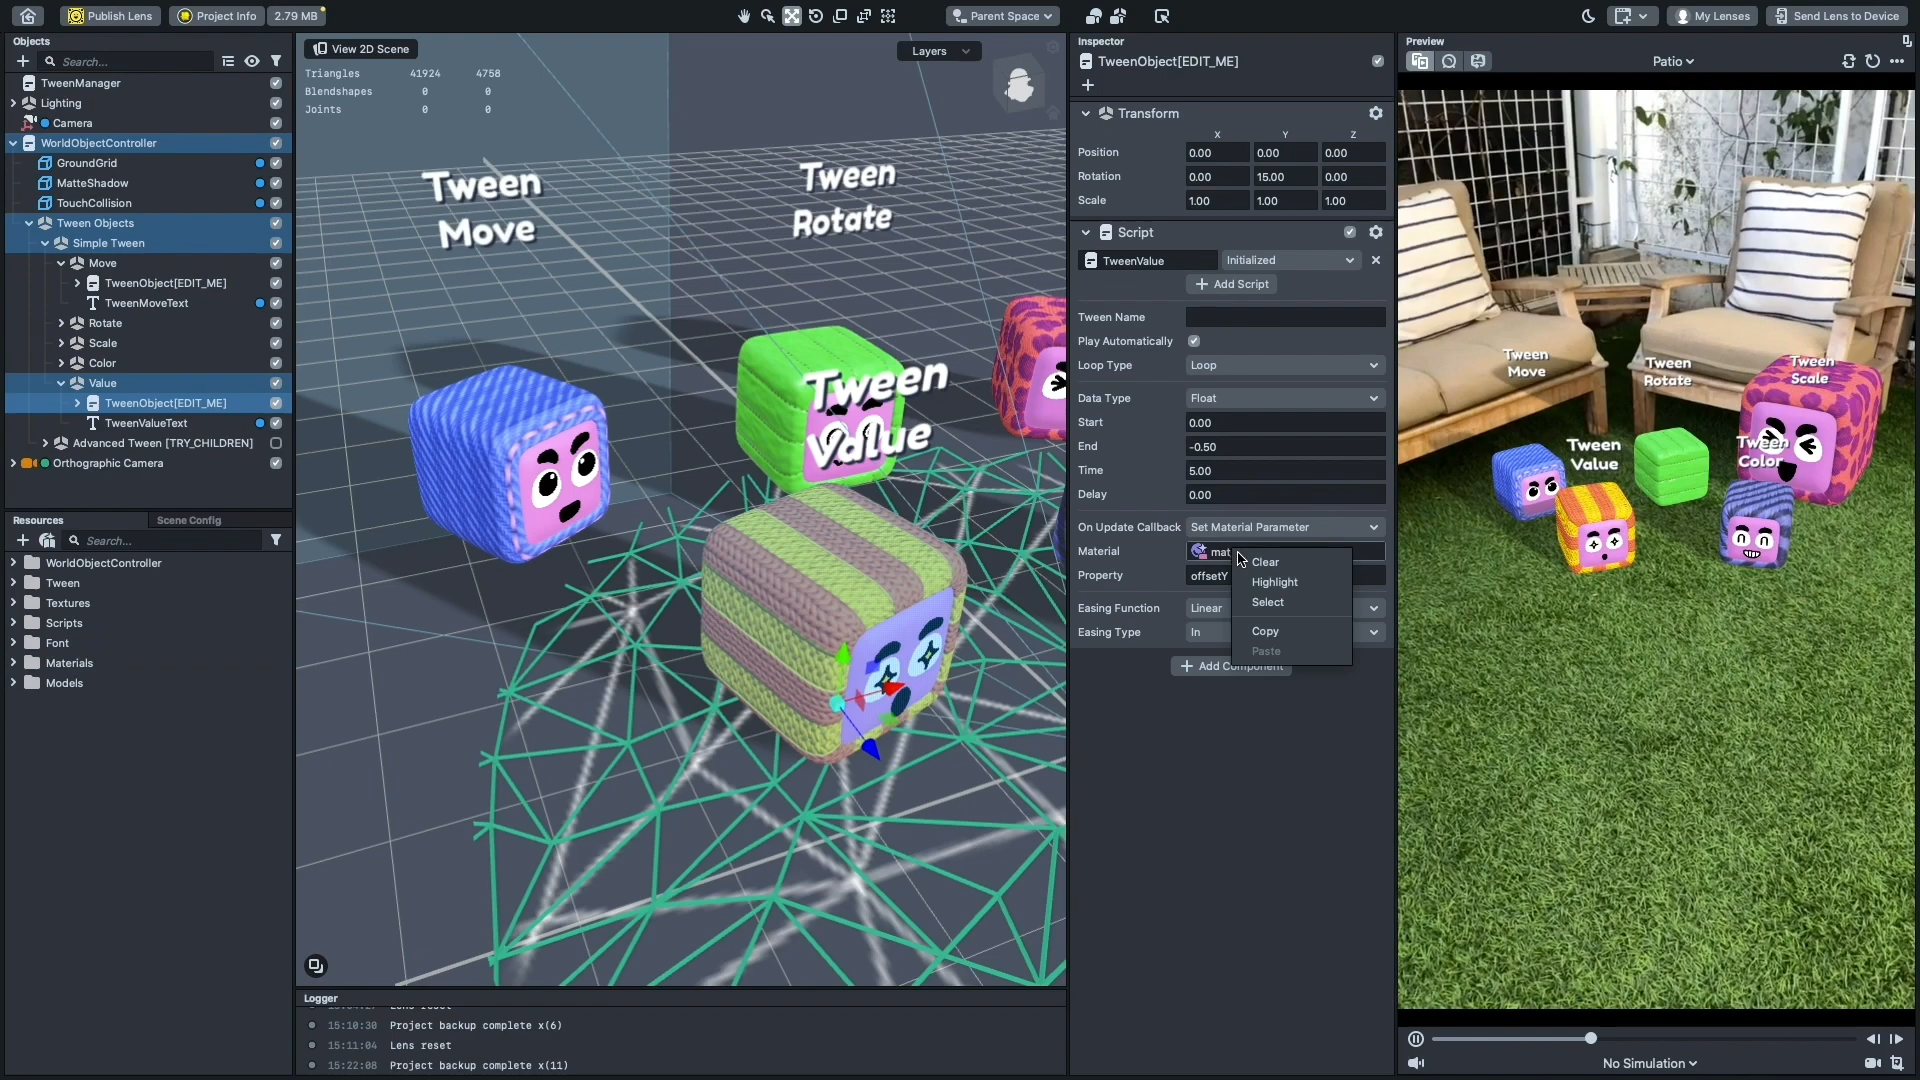 Publish Lens
Project Info
2.79 MB
Parent Space
My Lenses
Send Lens to Device
Objects
Search...
TweenManager
Lighting
Camera
WorldObjectController
GroundGrid
MatteShadow
TouchCollision
Tween Objects
Simple Tween
Move
TweenObject[EDIT_ME]
TweenMoveText
Rotate
Scale
Color
Value
TweenObject[EDIT_ME]
TweenValueText
Advanced Tween [TRY_CHILDREN]
Orthographic Camera
Resources
Scene Config
Search...
WorldObjectController
Tween
Textures
Scripts
Font
Materials
Models
View 2D Scene
Layers
Triangles 41924 4758
Blendshapes 0 0
Joints 0 0
Tween
Move
Tween
Rotate
Tween
Value
Logger
Lens reset
15:10:30 Project backup complete x(6)
15:11:04 Lens reset
15:22:08 Project backup complete x(11)
Inspector
TweenObject[EDIT_ME]
Transform
X Y Z
Position 0.00 0.00 0.00
Rotation 0.00 15.00 0.00
Scale 1.00 1.00 1.00
Script
TweenValue Initialized
Add Script
Tween Name
Play Automatically
Loop Type Loop
Data Type Float
Start 0.00
End -0.50
Time 5.00
Delay 0.00
On Update Callback Set Material Parameter
Material mat
Property offsetY
Easing Function Linear
Easing Type In
Add Component
Clear
Highlight
Select
Copy
Paste
Preview
Patio
Tween
Move
Tween
Rotate
Tween
Scale
Tween
Value
Tween
Color
No Simulation